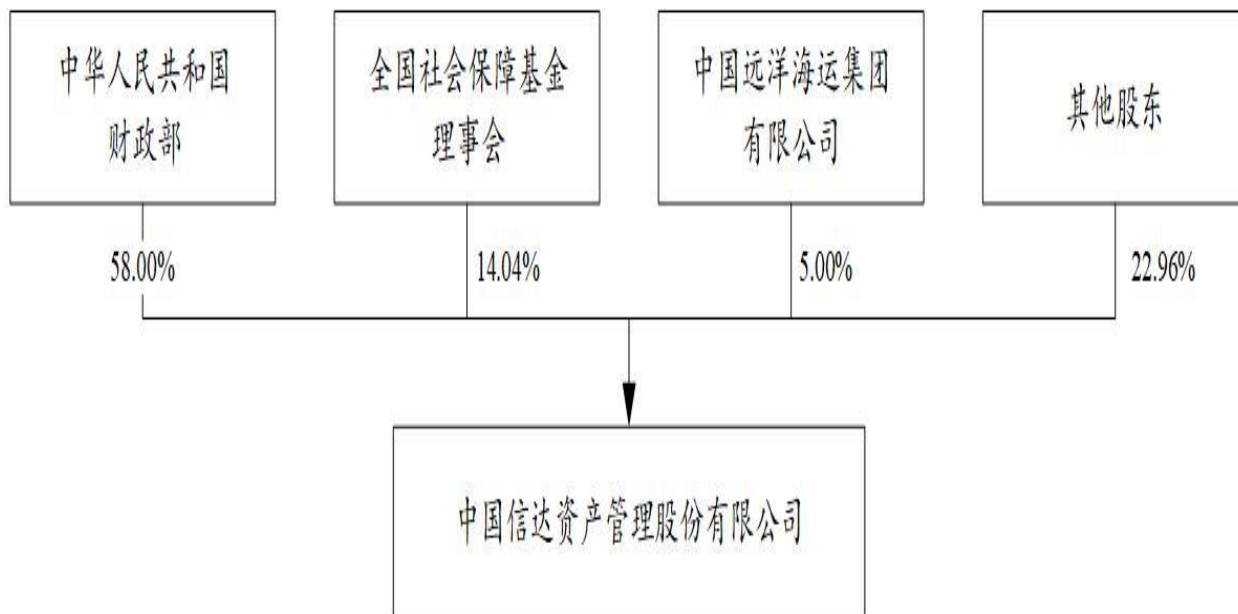 中华人民共和国
财政部
全国社会保障基金
理事会
中国远洋海运集团
有限公司
其他股东
58.00%
14.04%
5.00%
22.96%
中国信达资产管理股份有限公司